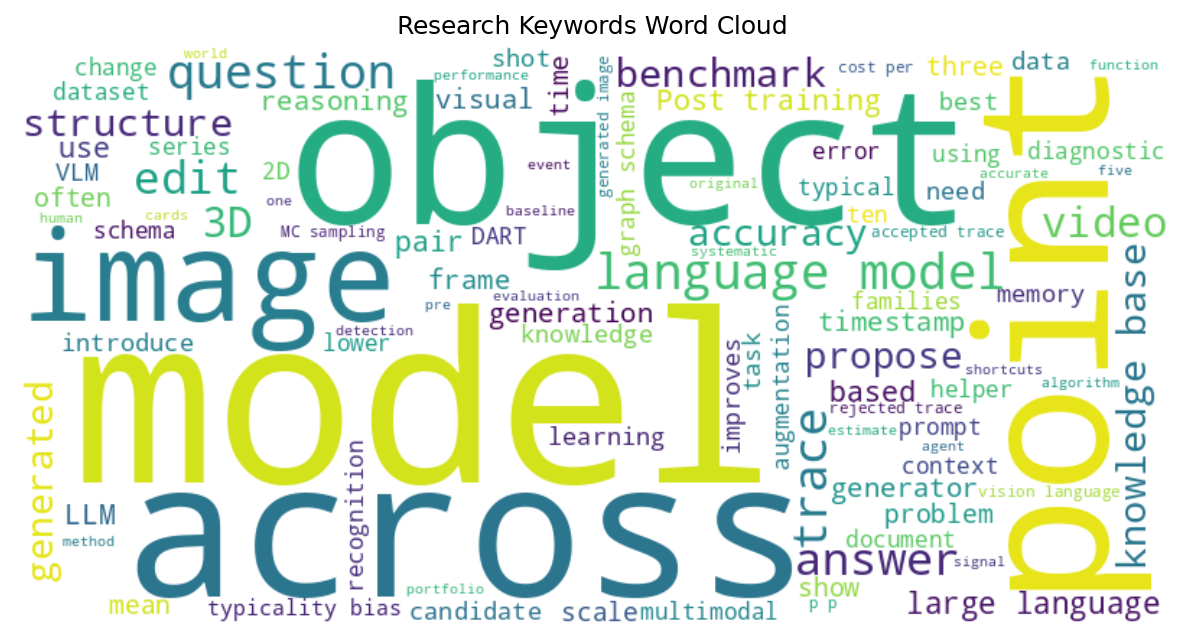 Research Keywords Word Cloud
world
change
question
shot
time
generated image
benchmark
cost per
three
data
function
dataset
performance
reasoning
visual
Post training
best
point
structure
object
use
series
error
using
diagnostic
VLM
edit
2D
event
graph schema
original
typical
need
accurate
five
often
one
human
cards
3D
baseline
ten
video
schema
MC sampling
pair
DART
accuracy
accepted trace
systematic
image
frame
language model
memory
knowledge base
pre
evaluation
generation
families
timestamp
introduce
detection
lower
knowledge
improves
task
augmentation
propose
shortcuts
model
based
helper
algorithm
generated
rejected trace
learning
trace
estimate
prompt
agent
context
recognition
across
generator
vision language
LLM
problem
method
document
answer
signal
portfolio
show
mean
typicality bias
candidate
scale
multimodal
p p
large language